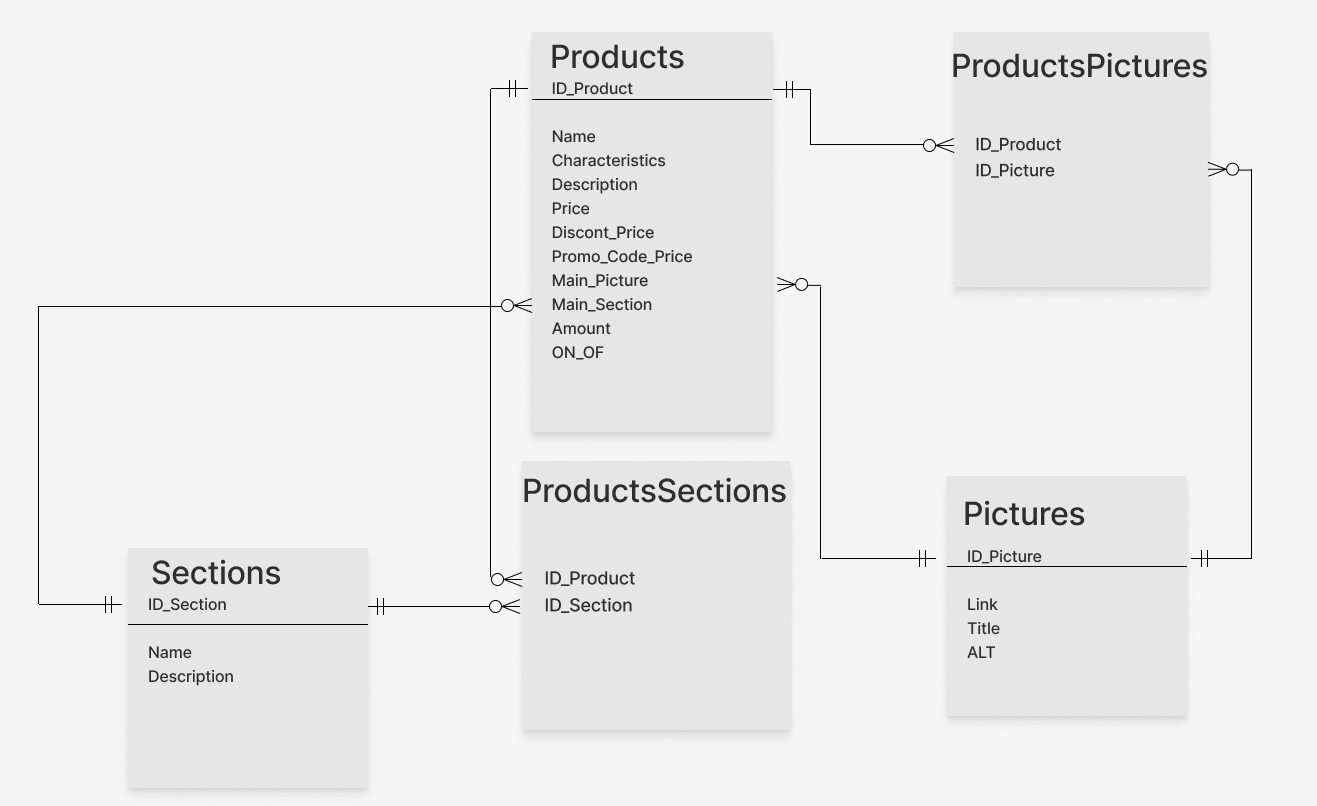 Products
ID_Product
Name
Characteristics
Description
Price
Discont_Price
Promo_Code_Price
Main_Picture
Main_Section
Amount
ON_OF
ProductsPictures
ID_Product
ID_Picture
ProductsSections
ID_Product
ID_Section
Sections
ID_Section
Name
Description
Pictures
ID_Picture
Link
Title
ALT